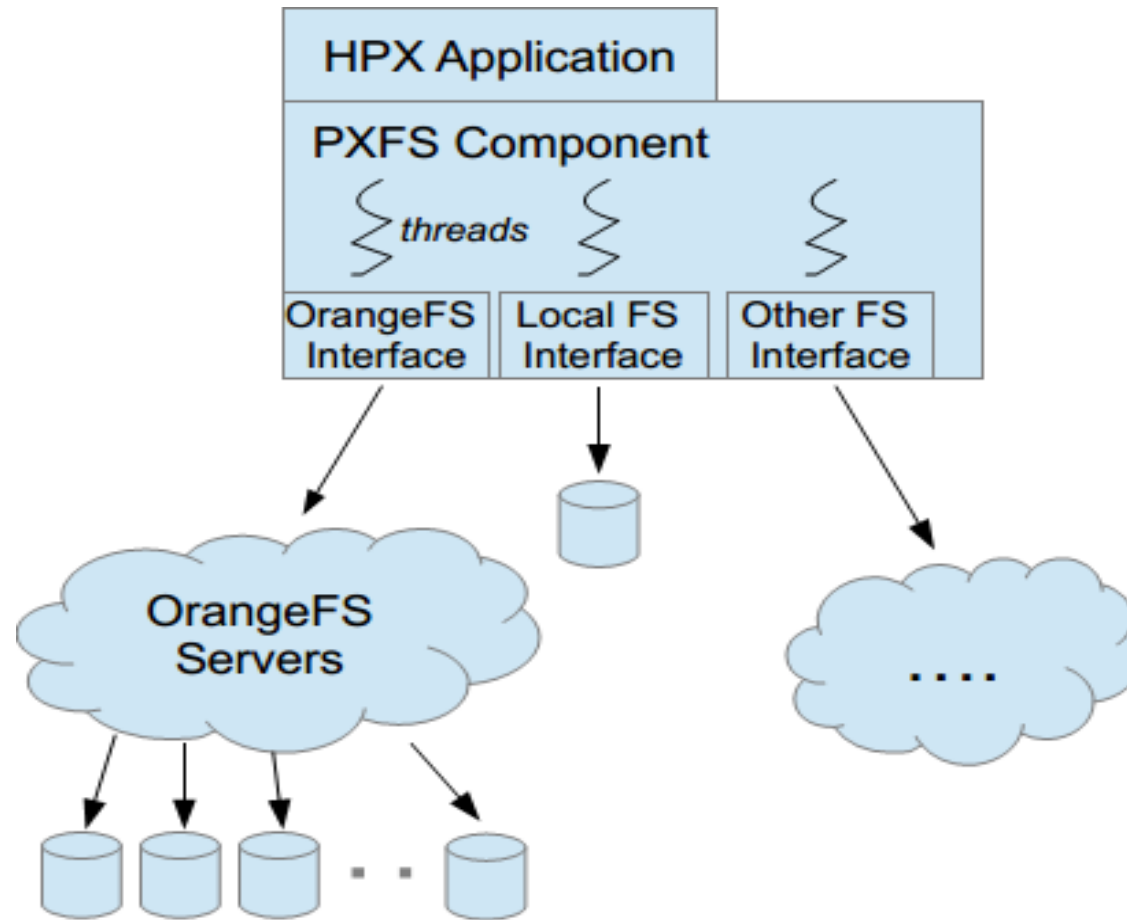 HPX Application
PXFS Component
threads
OrangeFS
Interface
Local FS
Interface
Other FS
Interface
OrangeFS
Servers
....